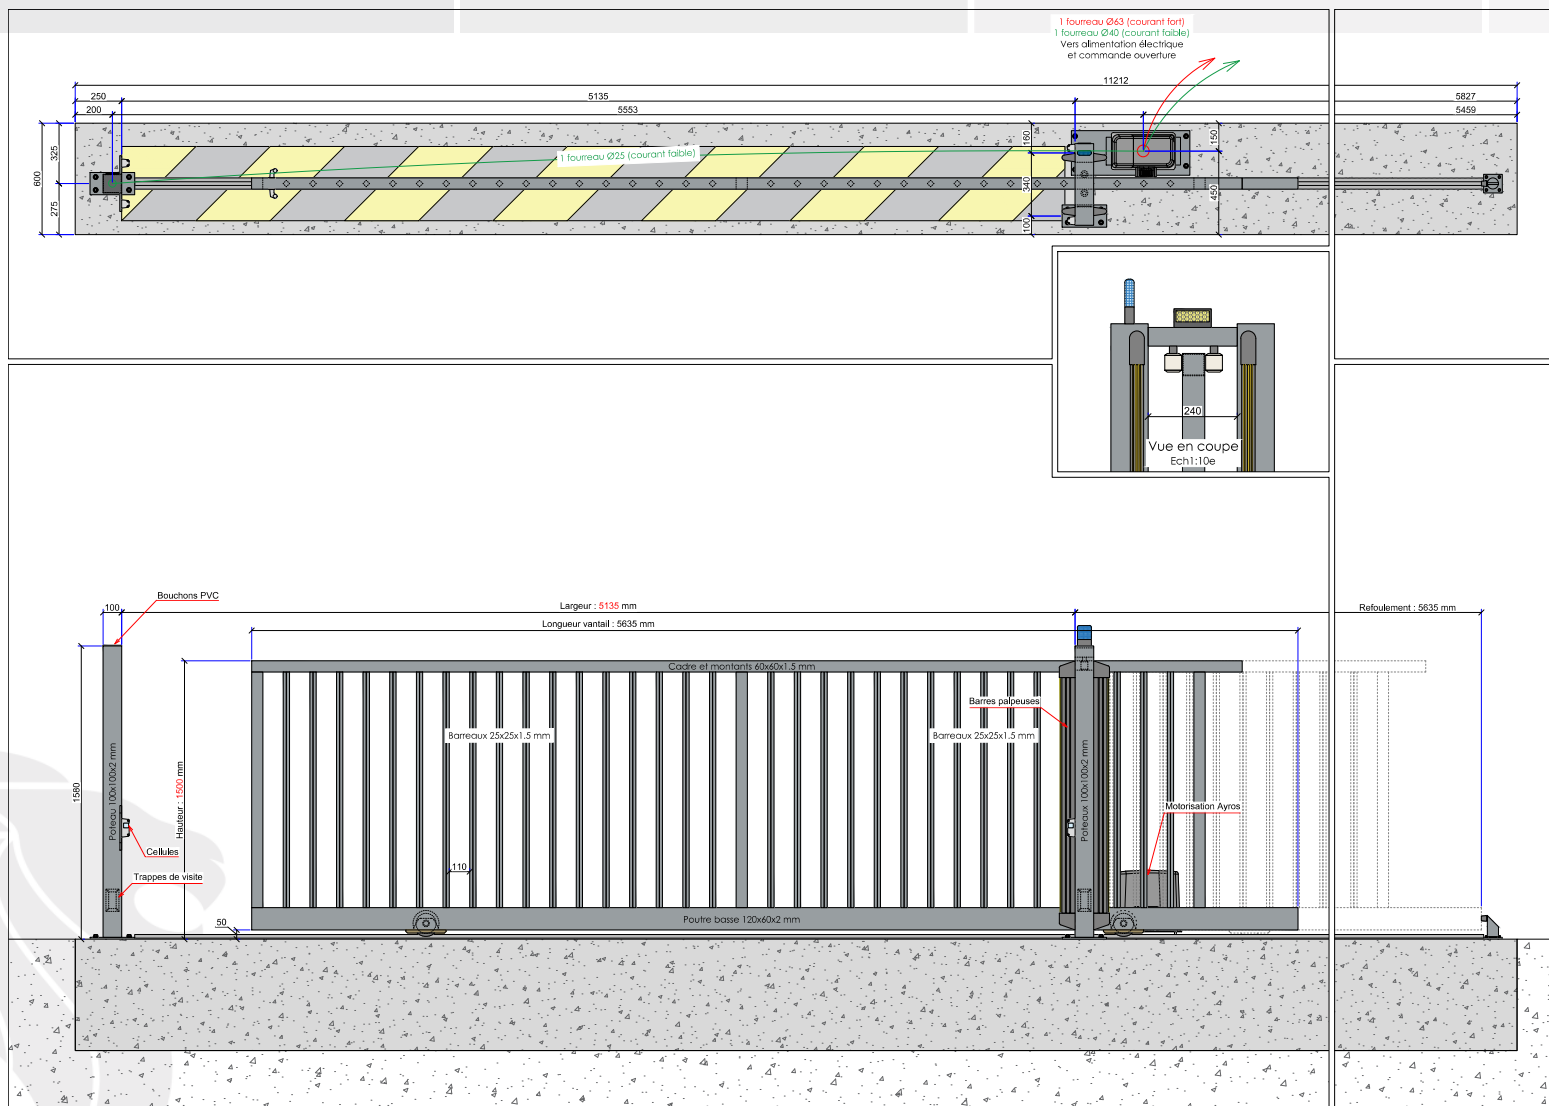 1 fourreau Ø63 (courant fort)
1 fourreau Ø40 (courant faible)
Vers alimentation électrique
et commande ouverture
11212
250
5135
5827
200
5553
5459
600
325
275
1 fourreau Ø25 (courant faible)
160
340
100
150
450
240
Vue en coupe
Ech1:10e
Bouchons PVC
100
Largeur : 5135 mm
Refoulement : 5635 mm
Longueur vantail : 5635 mm
Cadre et montants 60x60x1.5 mm
Barres palpeuses
Barreaux 25x25x1.5 mm
Barreaux 25x25x1.5 mm
1580
Poteau 100x100x2 mm
Hauteur : 1500 mm
Poteaux 100x100x2 mm
Motorisation Ayros
Cellules
110
Trappes de visite
50
Poutre basse 120x60x2 mm